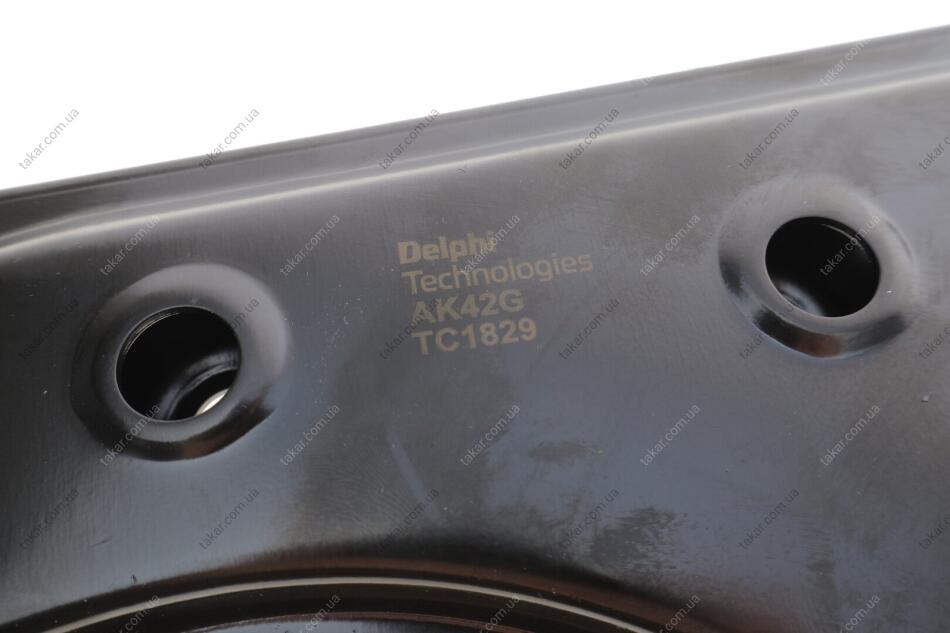 Delphi
Technologies
AK42G
TC1829
takar.com.ua